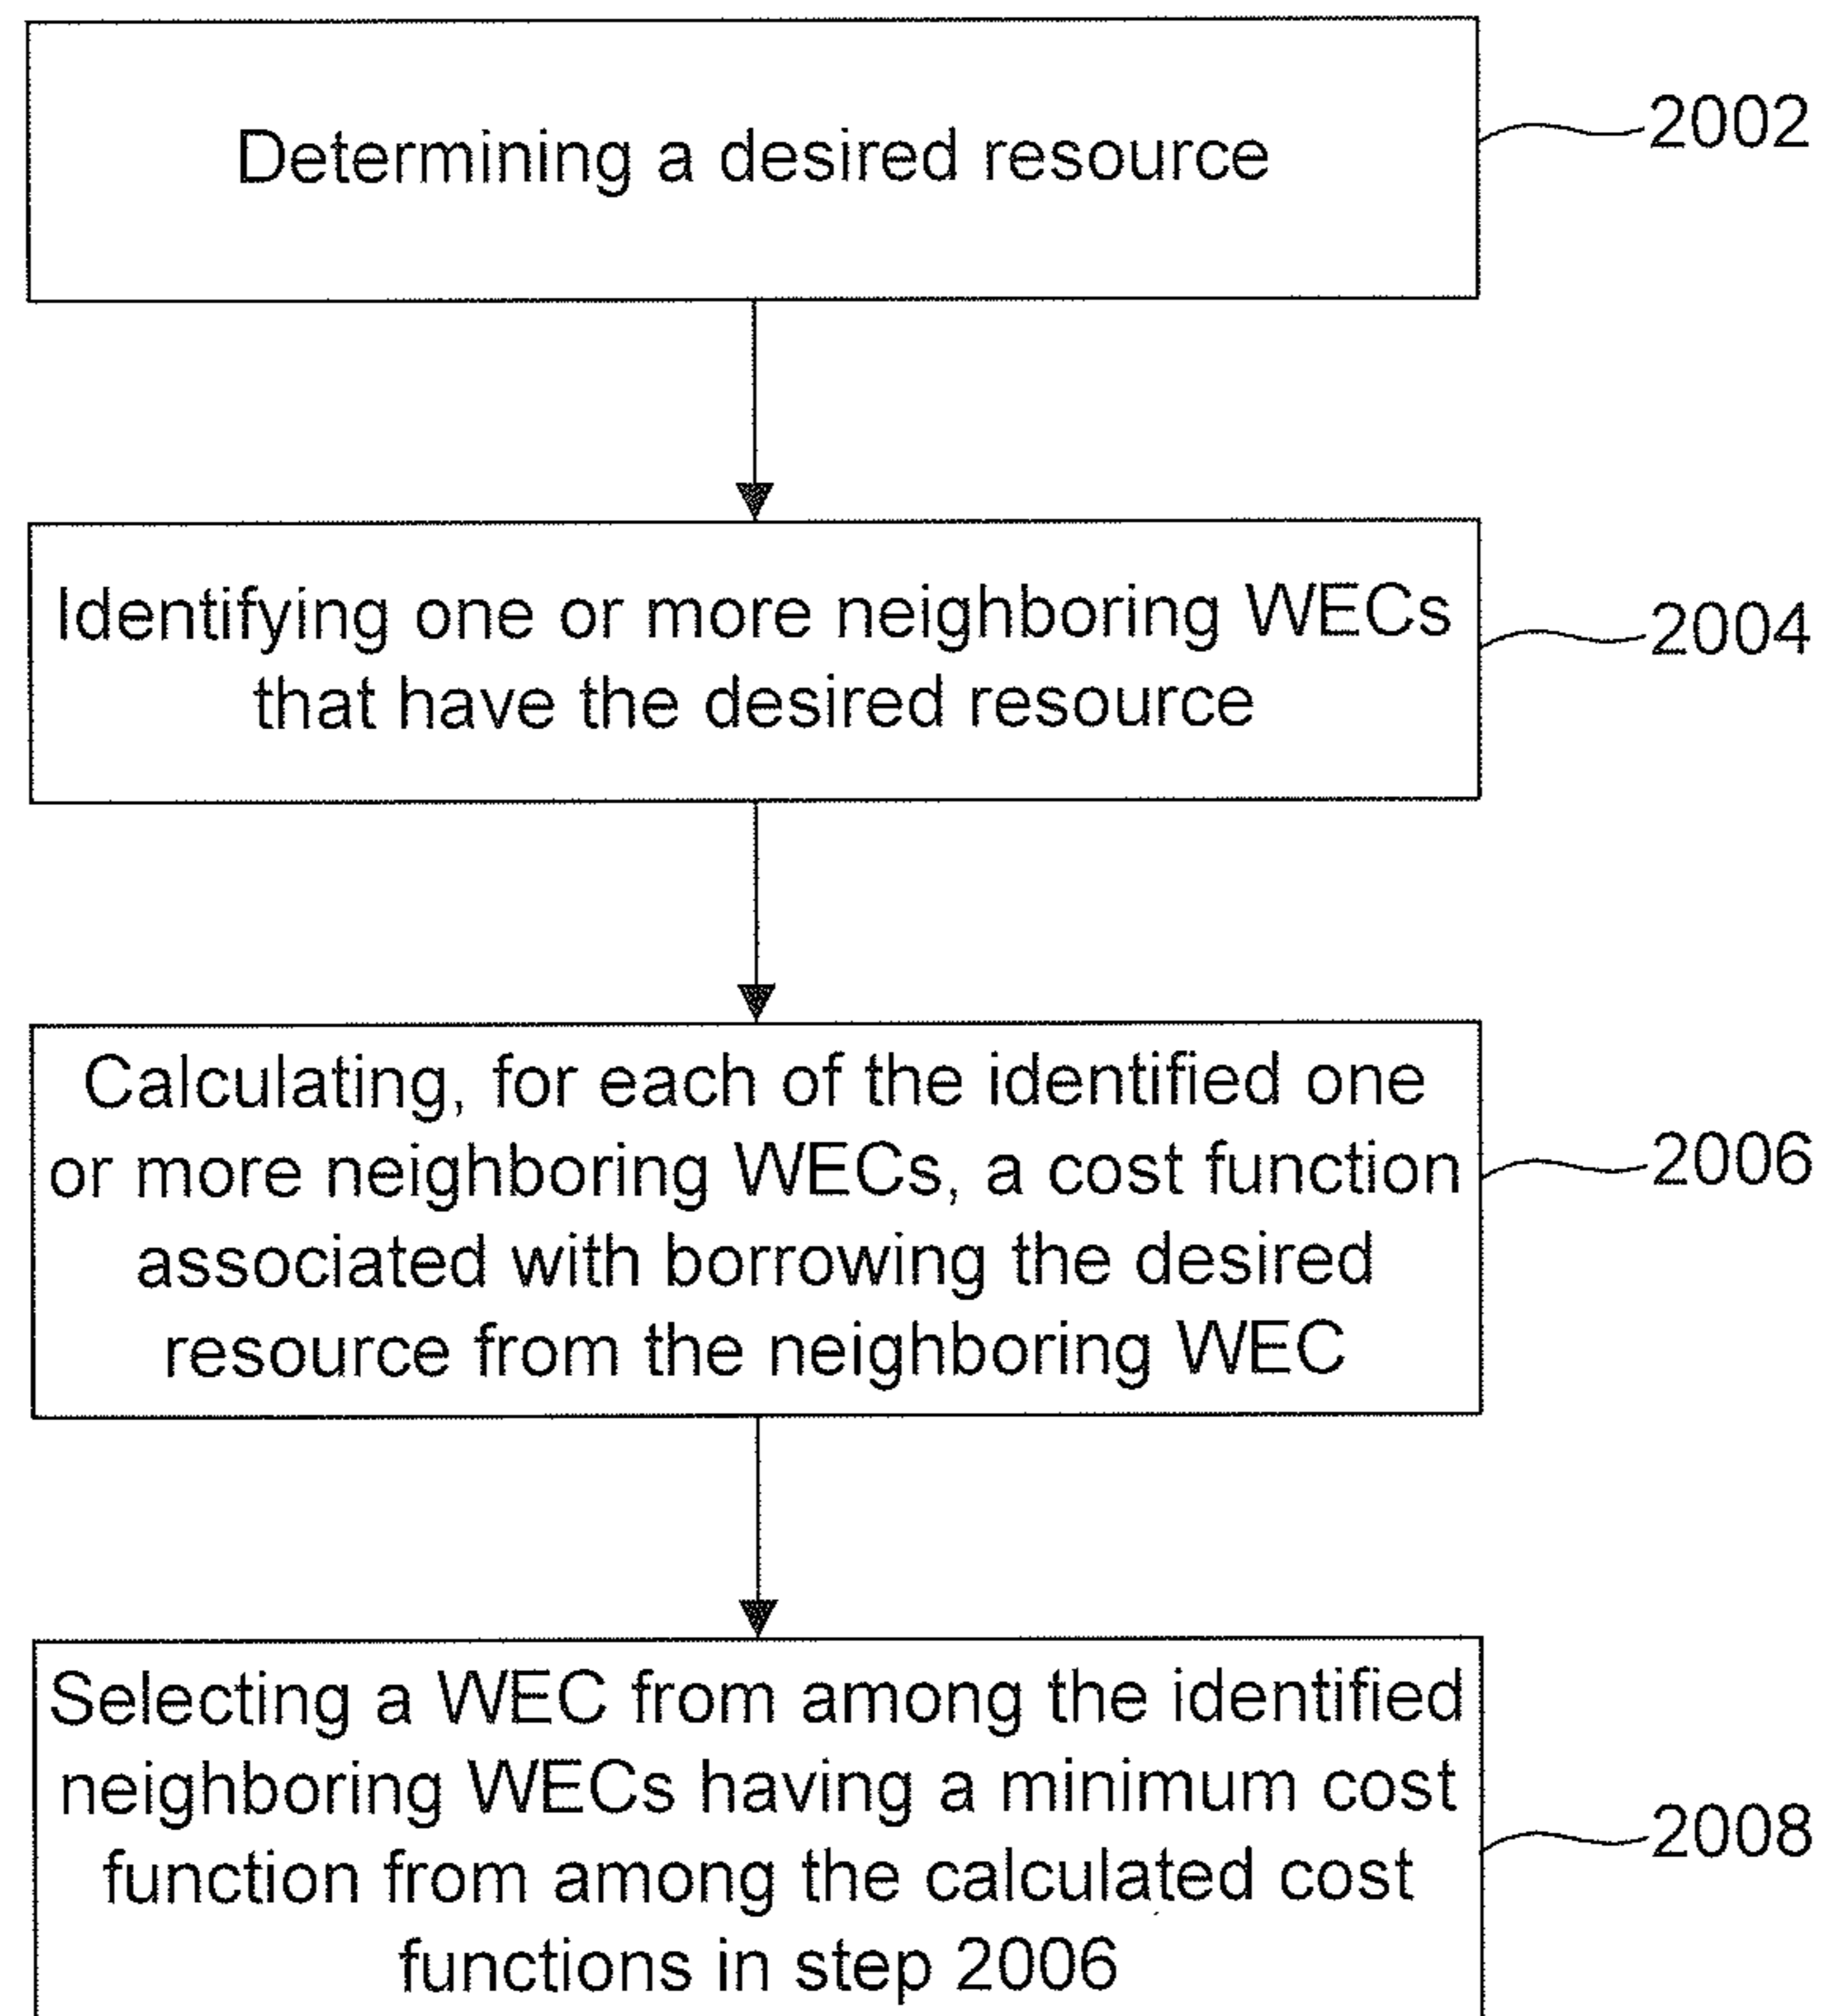 Determining a desired resource
2002
Identifying one or more neighboring WECs
that have the desired resource
2004
Calculating, for each of the identified one
or more neighboring WECs, a cost function
associated with borrowing the desired
resource from the neighboring WEC
2006
Selecting a WEC from among the identified
neighboring WECs having a minimum cost
function from among the calculated cost
functions in step 2006
2008